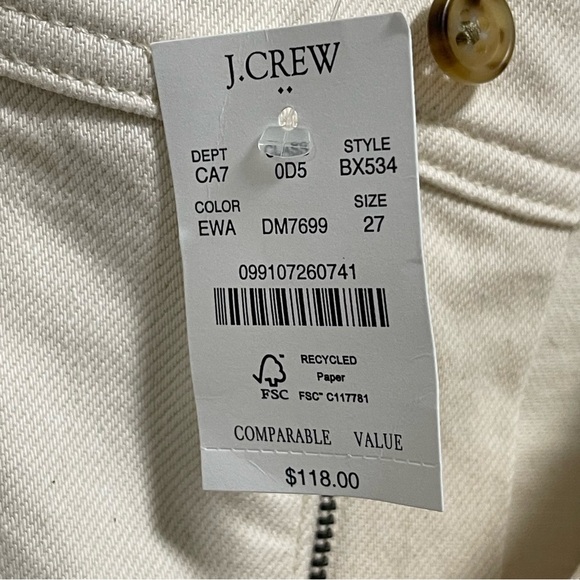 J.CREW
DEPT CLASS STYLE
CA7 0D5 BX534
COLOR SIZE
EWA DM7699 27
099107260741
RECYCLED
Paper
FSC FSC™ C117781
COMPARABLE VALUE
$118.00